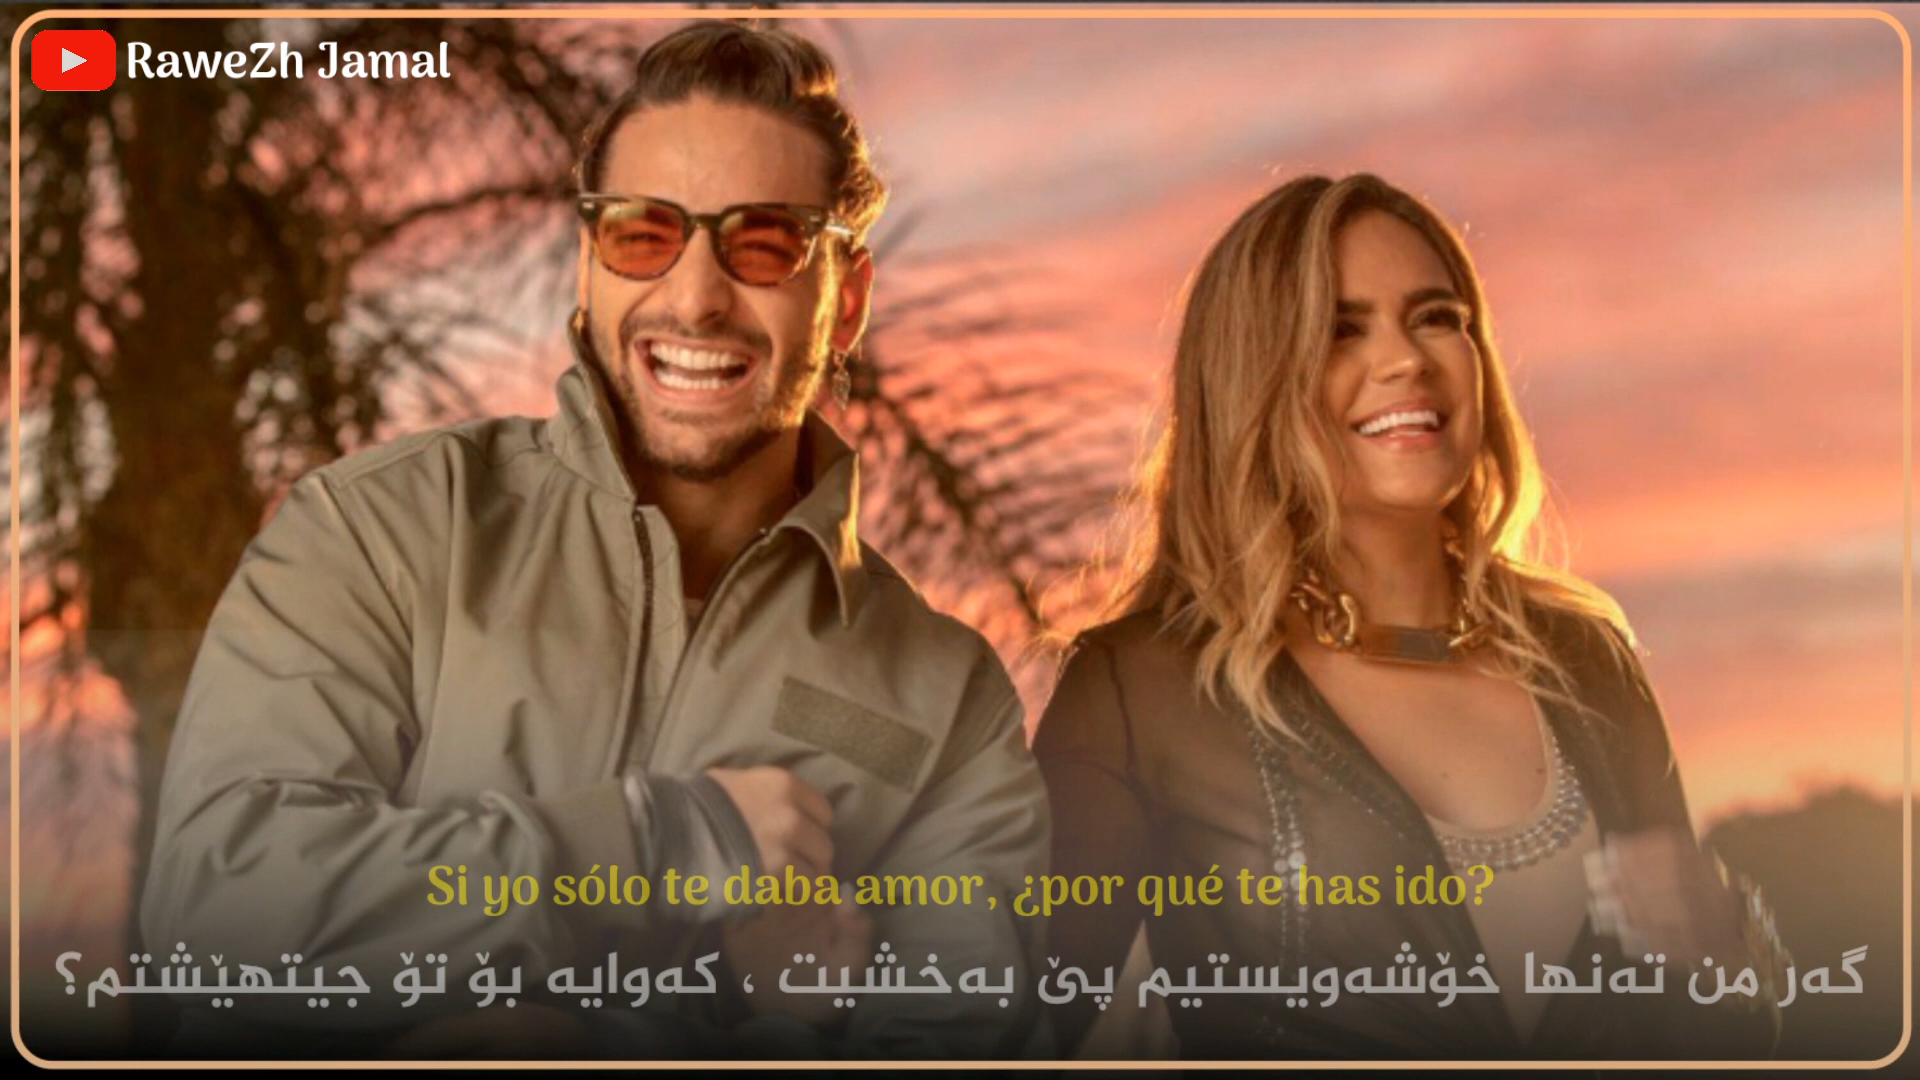 RaweZh Jamal
Si yo sólo te daba amor, ¿por qué te has ido?
گەر من تەنها خۆشەویستیم پێ بەخشیت ، کەوایە بۆ تۆ جیتهێشتم؟